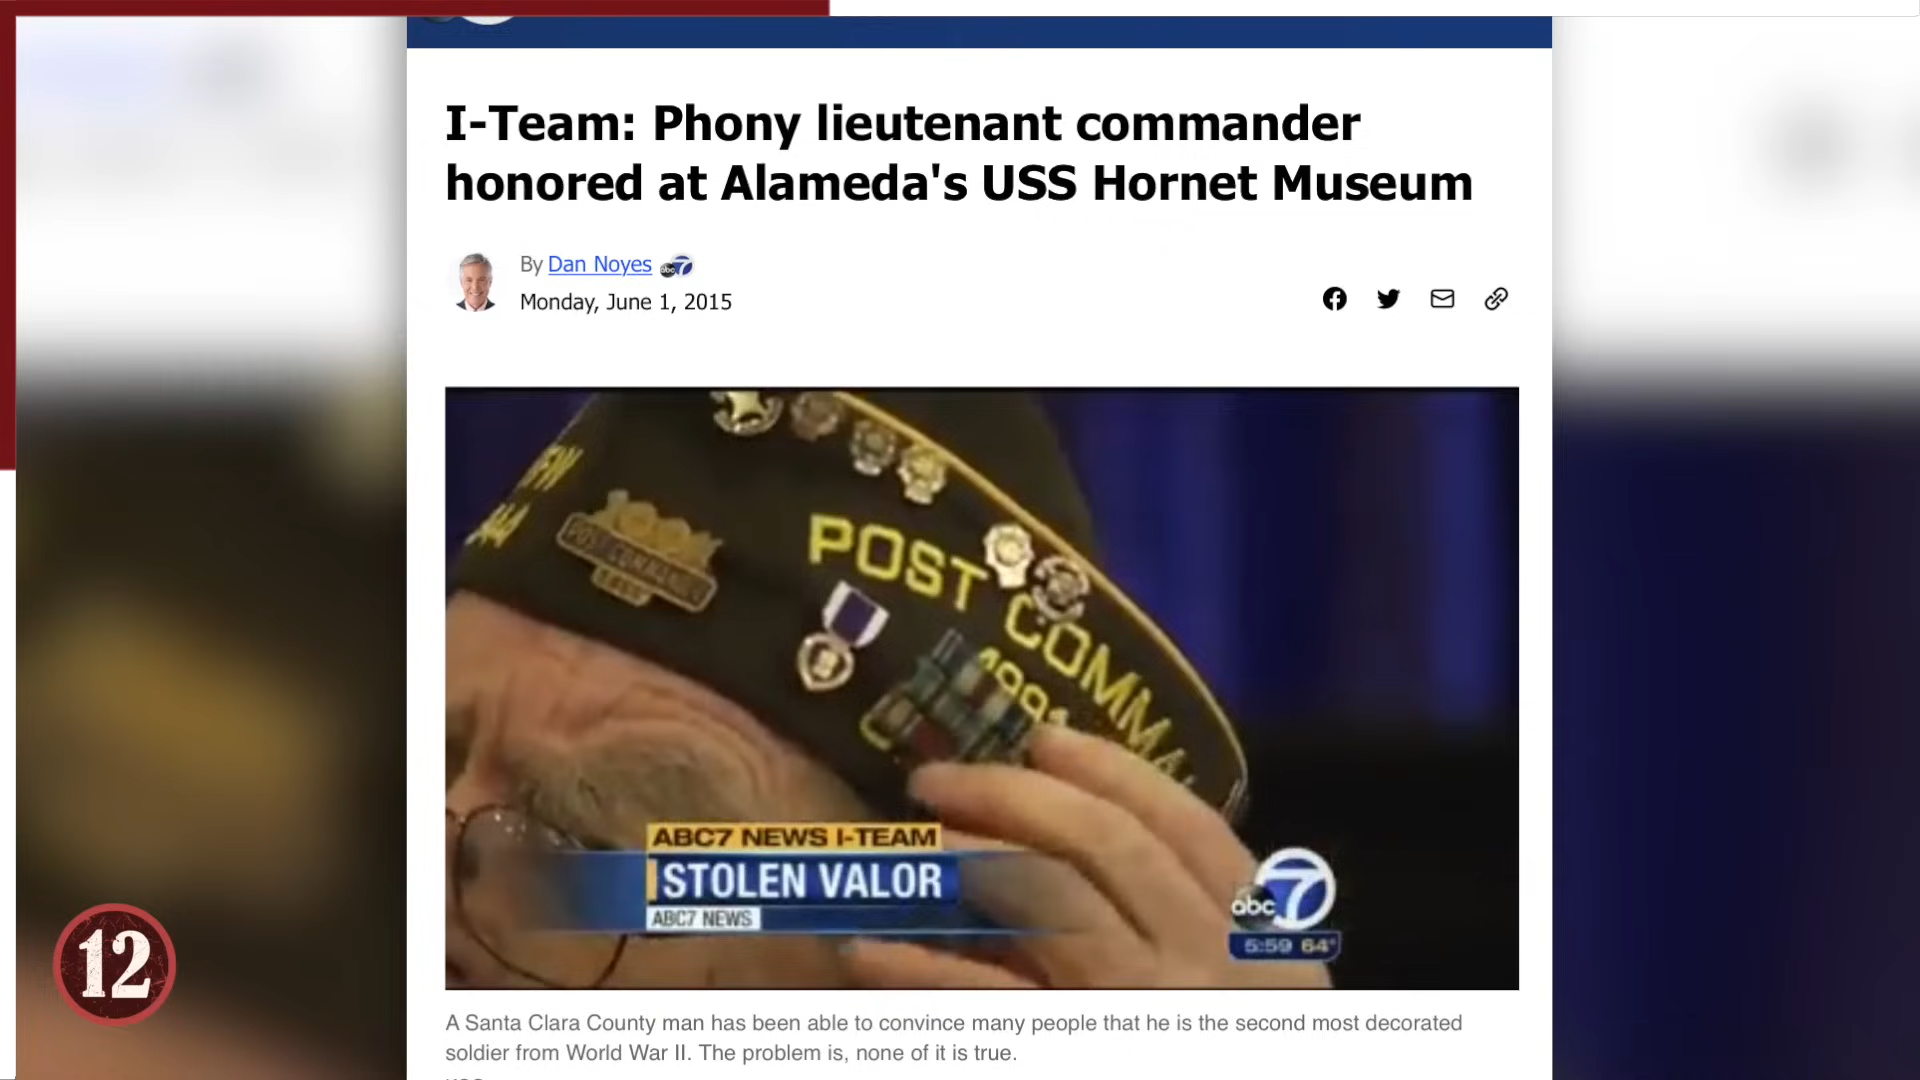 I-Team: Phony lieutenant commander
honored at Alameda's USS Hornet Museum
By Dan Noyes
Monday, June 1, 2015
POST COMMANDER
POST COMMA
1991
ABC7 NEWS I-TEAM
STOLEN VALOR
ABC7 NEWS
abc 7
5:59 64°
12
A Santa Clara County man has been able to convince many people that he is the second most decorated
soldier from World War II. The problem is, none of it is true.